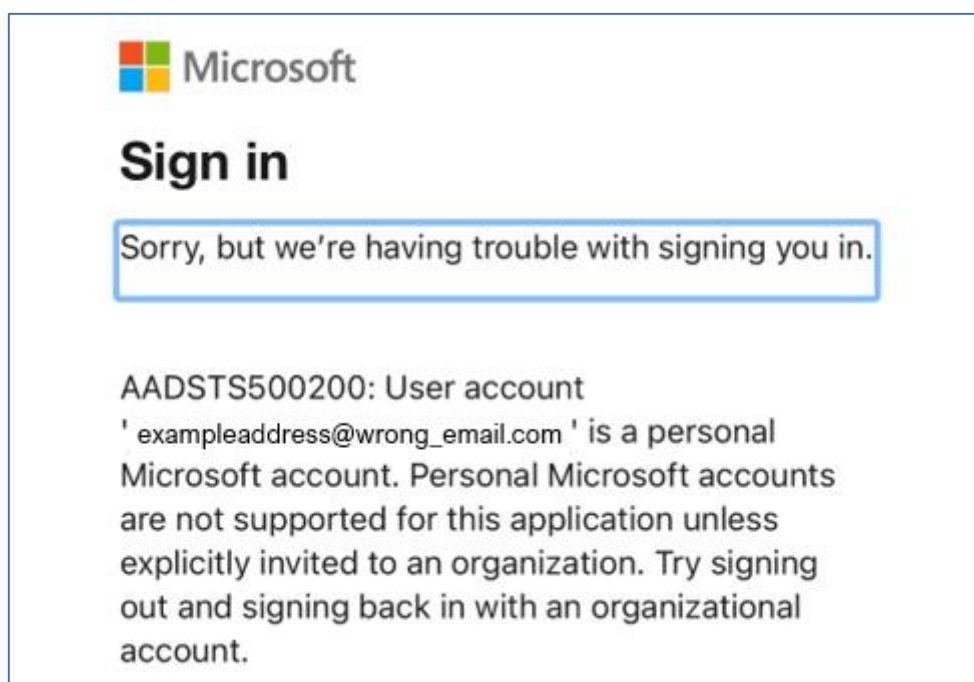 Microsoft
Sign in
Sorry, but we’re having trouble with signing you in.
AADSTS500200: User account
' exampleaddress@wrong_email.com ' is a personal
Microsoft account. Personal Microsoft accounts
are not supported for this application unless
explicitly invited to an organization. Try signing
out and signing back in with an organizational
account.